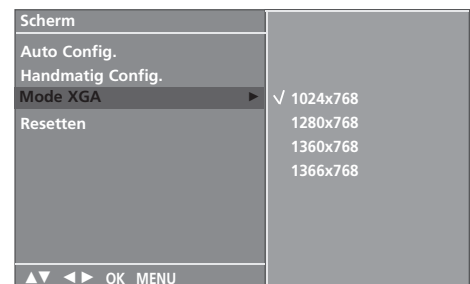 Scherm
Auto Config.
Handmatig Config.
Mode XGA ►
Resetten
√ 1024x768
1280x768
1360x768
1366x768
▲▼ ◄► OK MENU